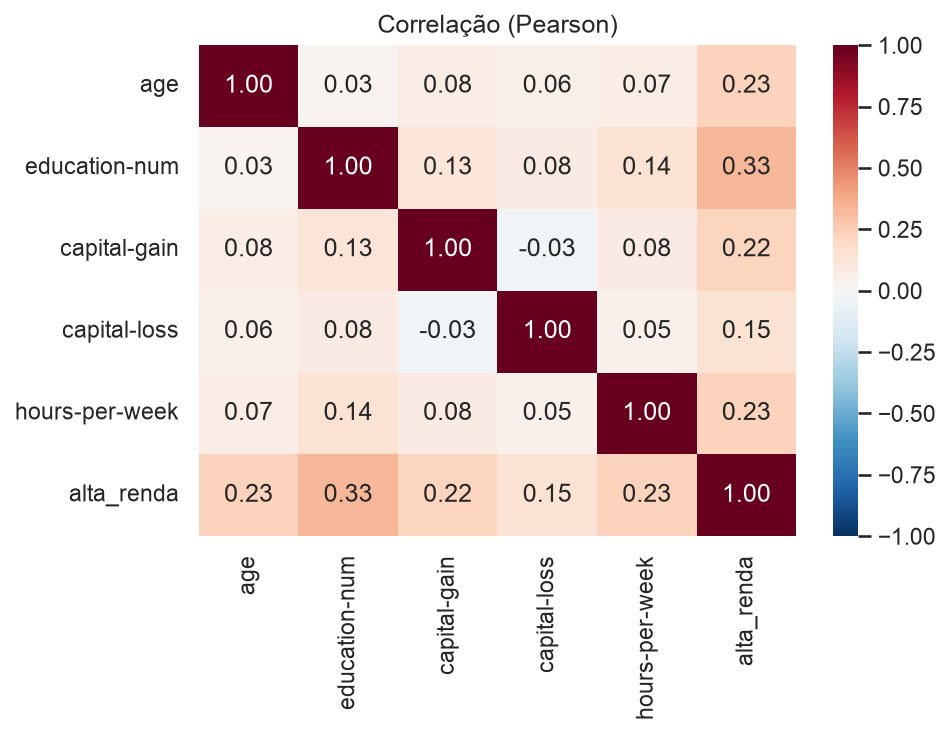 Correlação (Pearson)
age 1.00 0.03 0.08 0.06 0.07 0.23
education-num 0.03 1.00 0.13 0.08 0.14 0.33
capital-gain 0.08 0.13 1.00 -0.03 0.08 0.22
capital-loss 0.06 0.08 -0.03 1.00 0.05 0.15
hours-per-week 0.07 0.14 0.08 0.05 1.00 0.23
alta_renda 0.23 0.33 0.22 0.15 0.23 1.00
age
education-num
capital-gain
capital-loss
hours-per-week
alta_renda
1.00
0.75
0.50
0.25
0.00
−0.25
−0.50
−0.75
−1.00